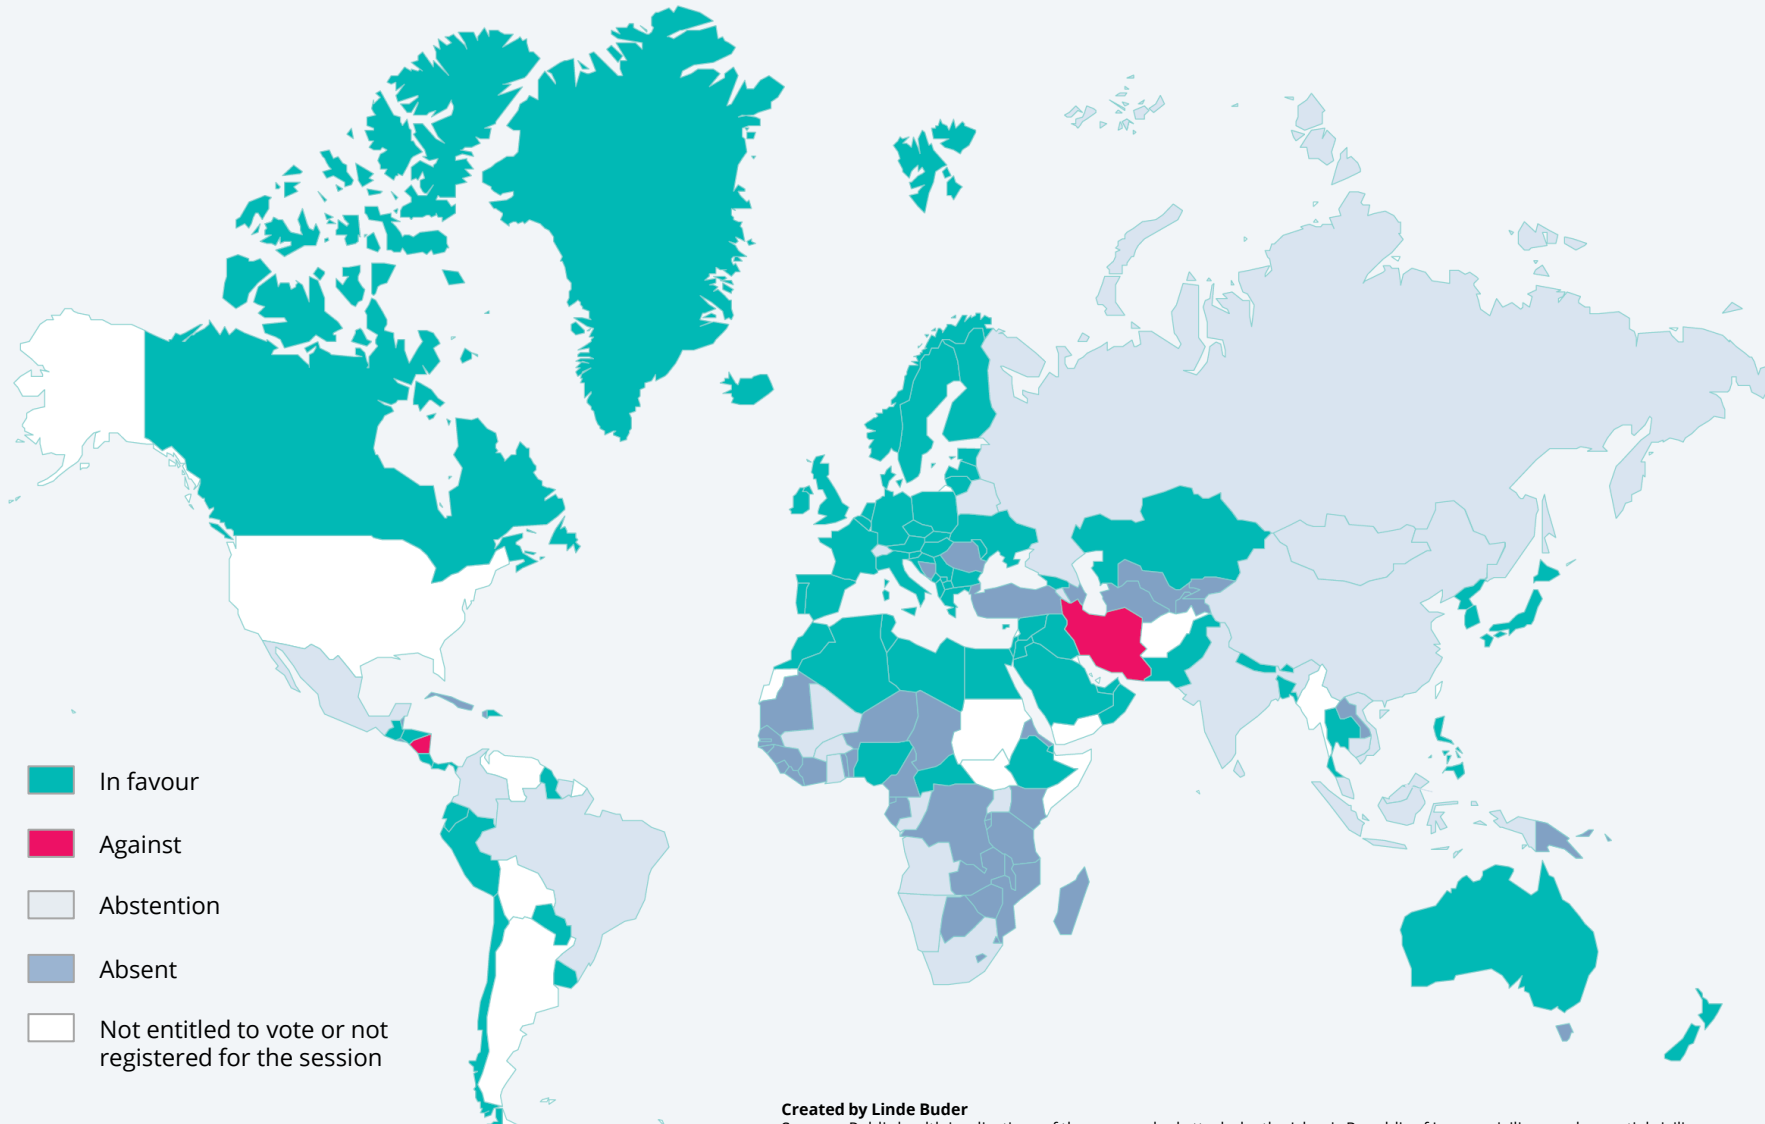 In favour
Against
Abstention
Absent
Not entitled to vote or not
registered for the session
Created by Linde Buder